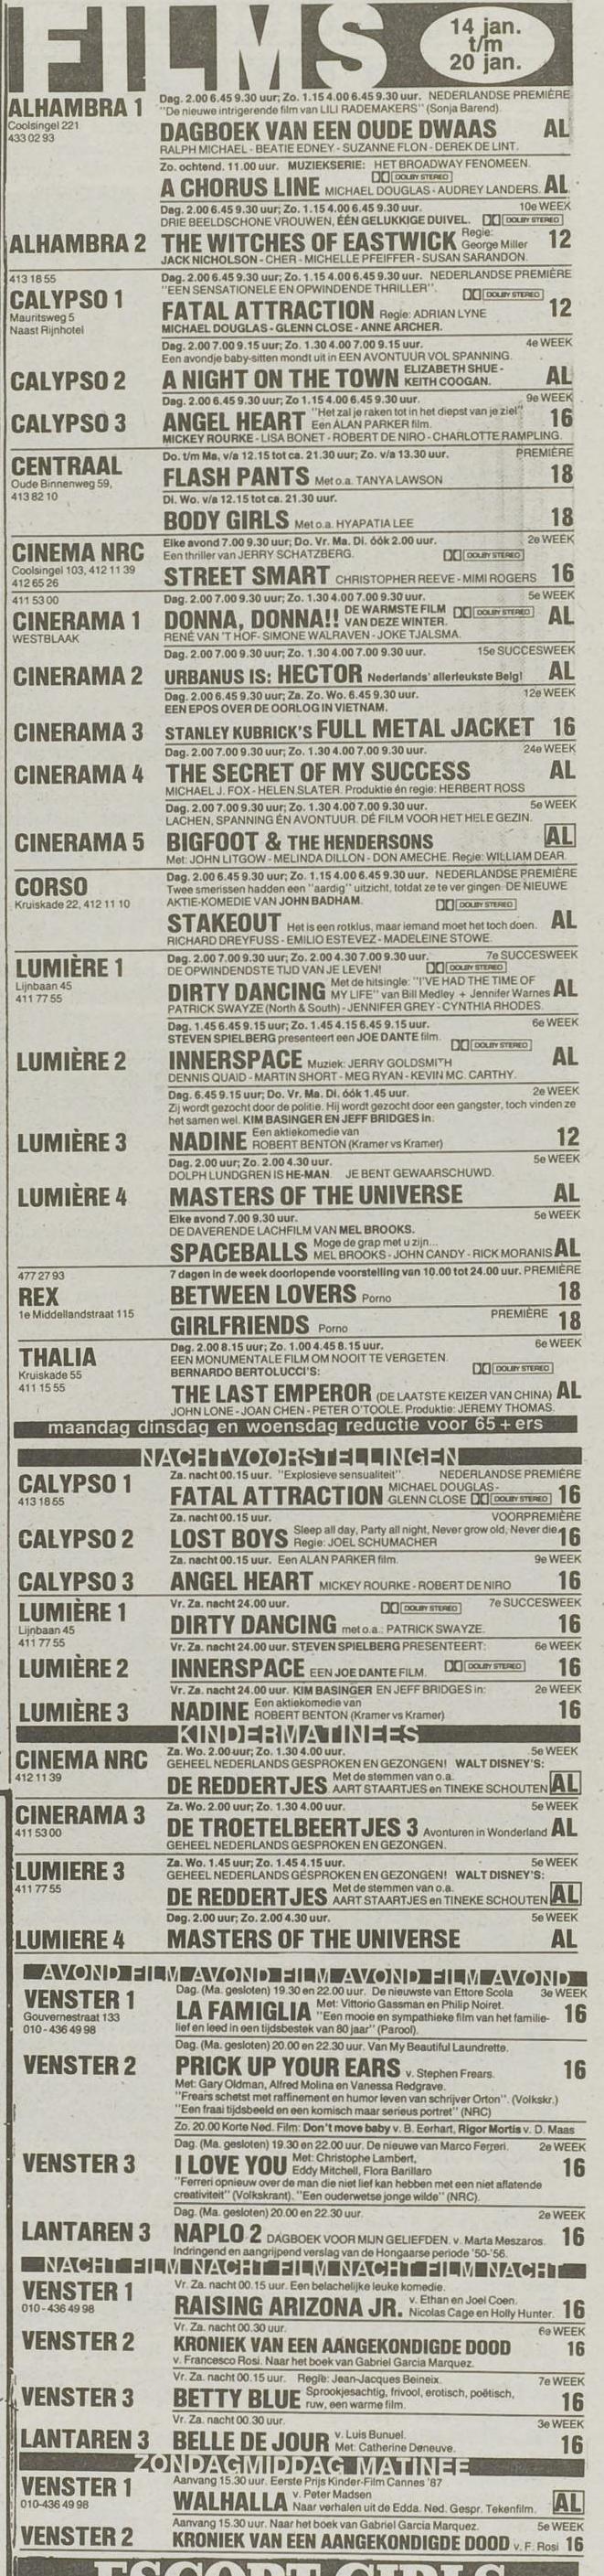 FILMS
14 jan.
t/m
20 jan.
ALHAMBRA 1
Coolsingel 221
433 02 93
Dag. 2.00 6.45 9.30 uur; Zo. 1.15 4.00 6.45 9.30 uur. NEDERLANDSE PREMIÈRE
"De nieuwe intrigerende film van LILI RADEMAKERS" (Sonja Barend).
DAGBOEK VAN EEN OUDE DWAAS AL
RALPH MICHAEL - BEATIE EDNEY - SUZANNE FLON - DEREK DE LINT.
Zo. ochtend. 11.00 uur. MUZIEKSERIE: HET BROADWAY FENOMEEN.
DOLBY STEREO
A CHORUS LINE MICHAEL DOUGLAS - AUDREY LANDERS. AL
Dag. 2.00 6.45 9.30 uur; Zo. 1.15 4.00 6.45 9.30 uur. 10e WEEK
DRIE BEELDSCHONE VROUWEN, ÉÉN GELUKKIGE DUIVEL. DOLBY STEREO
ALHAMBRA 2 THE WITCHES OF EASTWICK Regie: George Miller 12
JACK NICHOLSON - CHER - MICHELLE PFEIFFER - SUSAN SARANDON.
413 18 55
CALYPSO 1
Mauritsweg 5
Naast Rijnhotel
Dag. 2.00 6.45 9.30 uur; Zo. 1.15 4.00 6.45 9.30 uur. NEDERLANDSE PREMIÈRE
"EEN SENSATIONELE EN OPWINDENDE THRILLER". DOLBY STEREO
FATAL ATTRACTION Regie: ADRIAN LYNE 12
MICHAEL DOUGLAS - GLENN CLOSE - ANNE ARCHER.
Dag. 2.00 7.00 9.15 uur; Zo. 1.30 4.00 7.00 9.15 uur. 4e WEEK
Een avondje baby-sitten mondt uit in EEN AVONTUUR VOL SPANNING.
CALYPSO 2 A NIGHT ON THE TOWN ELIZABETH SHUE - KEITH COOGAN. AL
Dag. 2.00 6.45 9.30 uur; Zo 1.15 4.00 6.45 9.30 uur. 9e WEEK
CALYPSO 3 ANGEL HEART "Het zal je raken tot in het diepst van je ziel" Een ALAN PARKER film. 16
MICKEY ROURKE - LISA BONET - ROBERT DE NIRO - CHARLOTTE RAMPLING.
CENTRAAL
Oude Binnenweg 59,
413 82 10
Do. t/m Ma. v/a 12.15 tot ca. 21.30 uur; Zo. v/a 13.30 uur. PREMIÈRE
FLASH PANTS Met o.a. TANYA LAWSON 18
Di. Wo. v/a 12.15 tot ca. 21.30 uur.
BODY GIRLS Met o.a. HYAPATIA LEE 18
CINEMA NRC
Coolsingel 103, 412 11 39
412 65 26
Elke avond 7.00 9.30 uur; Do. Vr. Ma. Di. óók 2.00 uur. 2e WEEK
Een thriller van JERRY SCHATZBERG. DOLBY STEREO
STREET SMART CHRISTOPHER REEVE - MIMI ROGERS 16
411 53 00
CINERAMA 1
WESTBLAAK
Dag. 2.00 7.00 9.30 uur; Zo. 1.30 4.00 7.00 9.30 uur. 5e WEEK
DONNA, DONNA!! DE WARMSTE FILM VAN DEZE WINTER. DOLBY STEREO AL
RENÉ VAN 'T HOF - SIMONE WALRAVEN - JOKE TJALSMA.
Dag. 2.00 7.00 9.30 uur; Zo. 1.30 4.00 7.00 9.30 uur. 15e SUCCESWEEK
CINERAMA 2 URBANUS IS: HECTOR Nederlands' allerleukste Belg! AL
Dag. 2.00 6.45 9.30 uur; Za. Zo. Wo. 6.45 9.30 uur. 12e WEEK
EEN EPOS OVER DE OORLOG IN VIETNAM.
CINERAMA 3 STANLEY KUBRICK'S FULL METAL JACKET 16
Dag. 2.00 7.00 9.30 uur; Zo. 1.30 4.00 7.00 9.30 uur. 24e WEEK
CINERAMA 4 THE SECRET OF MY SUCCESS AL
MICHAEL J. FOX - HELEN SLATER. Produktie én regie: HERBERT ROSS
Dag. 2.00 7.00 9.30 uur; Zo. 1.30 4.00 7.00 9.30 uur. 5e WEEK
LACHEN, SPANNING ÉN AVONTUUR. DÉ FILM VOOR HET HELE GEZIN.
CINERAMA 5 BIGFOOT & THE HENDERSONS AL
Met: JOHN LITGOW - MELINDA DILLON - DON AMECHE. Regie: WILLIAM DEAR.
CORSO
Kruiskade 22, 412 11 10
Dag. 2.00 6.45 9.30 uur; Zo. 1.15 4.00 6.45 9.30 uur. NEDERLANDSE PREMIÈRE
Twee smerissen hadden een "aardig" uitzicht, totdat ze te ver gingen. DE NIEUWE
AKTIE-KOMEDIE VAN JOHN BADHAM. DOLBY STEREO
STAKEOUT Het is een rotklus, maar iemand moet het toch doen. AL
RICHARD DREYFUSS - EMILIO ESTEVEZ - MADELEINE STOWE.
LUMIÈRE 1
Lijnbaan 45
411 77 55
Dag. 2.00 7.00 9.30 uur; Zo. 2.00 4.30 7.00 9.30 uur. 7e SUCCESWEEK
DE OPWINDENDSTE TIJD VAN JE LEVEN! DOLBY STEREO
DIRTY DANCING Met de hitsingle: "I'VE HAD THE TIME OF MY LIFE" van Bill Medley + Jennifer Warnes AL
PATRICK SWAYZE (North & South) - JENNIFER GREY - CYNTHIA RHODES.
Dag. 1.45 6.45 9.15 uur; Zo. 1.45 4.15 6.45 9.15 uur. 6e WEEK
STEVEN SPIELBERG presenteert een JOE DANTE film. DOLBY STEREO
LUMIÈRE 2 INNERSPACE Muziek: JERRY GOLDSMITH AL
DENNIS QUAID - MARTIN SHORT - MEG RYAN - KEVIN MC. CARTHY.
Dag. 6.45 9.15 uur; Do. Vr. Ma. Di. óók 1.45 uur. 2e WEEK
Zij wordt gezocht door de politie. Hij wordt gezocht door een gangster, toch vinden ze
het samen wel. KIM BASINGER EN JEFF BRIDGES in:
LUMIÈRE 3 NADINE Een aktiekomedie van ROBERT BENTON (Kramer vs Kramer) 12
Dag. 2.00 uur; Zo. 2.00 4.30 uur. 5e WEEK
DOLPH LUNDGREN IS HE-MAN. JE BENT GEWAARSCHUWD.
LUMIÈRE 4 MASTERS OF THE UNIVERSE AL
Elke avond 7.00 9.30 uur. 5e WEEK
DE DAVERENDE LACHFILM VAN MEL BROOKS.
SPACEBALLS Moge de grap met u zijn... MEL BROOKS - JOHN CANDY - RICK MORANIS AL
477 27 93
REX
1e Middellandstraat 115
7 dagen in de week doorlopende voorstelling van 10.00 tot 24.00 uur. PREMIÈRE
BETWEEN LOVERS Porno 18
GIRLFRIENDS Porno PREMIÈRE 18
THALIA
Kruiskade 55
411 15 55
Dag. 2.00 8.15 uur; Zo. 1.00 4.45 8.15 uur. 6e WEEK
EEN MONUMENTALE FILM OM NOOIT TE VERGETEN.
BERNARDO BERTOLUCCI'S: DOLBY STEREO
THE LAST EMPEROR (DE LAATSTE KEIZER VAN CHINA) AL
JOHN LONE - JOAN CHEN - PETER O'TOOLE. Produktie: JEREMY THOMAS.
maandag dinsdag en woensdag reductie voor 65+ers
NACHTVOORSTELLINGEN
CALYPSO 1
413 18 55
Za. nacht 00.15 uur. "Explosieve sensualiteit". NEDERLANDSE PREMIÈRE
FATAL ATTRACTION MICHAEL DOUGLAS - GLENN CLOSE DOLBY STEREO 16
Za. nacht 00.15 uur. VOORPREMIÈRE
CALYPSO 2 LOST BOYS Sleep all day, Party all night, Never grow old, Never die. Regie: JOEL SCHUMACHER 16
Za. nacht 00.15 uur. Een ALAN PARKER film. 9e WEEK
CALYPSO 3 ANGEL HEART MICKEY ROURKE - ROBERT DE NIRO 16
LUMIÈRE 1
Lijnbaan 45
411 77 55
Vr. Za. nacht 24.00 uur. DOLBY STEREO 7e SUCCESWEEK
DIRTY DANCING met o.a.: PATRICK SWAYZE. 16
Vr. Za. nacht 24.00 uur. STEVEN SPIELBERG PRESENTEERT: 6e WEEK
LUMIÈRE 2 INNERSPACE EEN JOE DANTE FILM. DOLBY STEREO 16
Vr. Za. nacht 24.00 uur. KIM BASINGER EN JEFF BRIDGES in: 2e WEEK
LUMIÈRE 3 NADINE Een aktiekomedie van ROBERT BENTON (Kramer vs Kramer) 16
KINDERMATINEES
CINEMA NRC
412 11 39
Za. Wo. 2.00 uur; Zo. 1.30 4.00 uur. 5e WEEK
GEHEEL NEDERLANDS GESPROKEN EN GEZONGEN! WALT DISNEY'S:
DE REDDERTJES Met de stemmen van o.a. AART STAARTJES en TINEKE SCHOUTEN AL
CINERAMA 3
411 53 00
Za. Wo. 2.00 uur; Zo. 1.30 4.00 uur. 5e WEEK
DE TROETELBEERTJES 3 Avonturen in Wonderland AL
GEHEEL NEDERLANDS GESPROKEN EN GEZONGEN.
LUMIERE 3
411 77 55
Za. Wo. 1.45 uur; Zo. 1.45 4.15 uur. 5e WEEK
GEHEEL NEDERLANDS GESPROKEN EN GEZONGEN! WALT DISNEY'S:
DE REDDERTJES Met de stemmen van o.a. AART STAARTJES en TINEKE SCHOUTEN AL
Dag. 2.00 uur; Zo. 2.00 4.30 uur. 5e WEEK
LUMIERE 4 MASTERS OF THE UNIVERSE AL
AVOND FILM AVOND FILM AVOND FILM AVOND
VENSTER 1
Gouvernestraat 133
010 - 436 49 98
Dag. (Ma. gesloten) 19.30 en 22.00 uur. De nieuwste van Ettore Scola 3e WEEK
LA FAMIGLIA Met: Vittorio Gassman en Philip Noiret. "Een mooie en sympathieke film van het familie- 16
lief en leed in een tijdsbestek van 80 jaar" (Parool).
Dag. (Ma. gesloten) 20.00 en 22.30 uur. Van My Beautiful Laundrette.
VENSTER 2 PRICK UP YOUR EARS v. Stephen Frears. 16
Met: Gary Oldman, Alfred Molina en Vanessa Redgrave.
"Frears schetst met raffinement en humor leven van schrijver Orton". (Volkskr.)
"Een fraai tijdsbeeld en een komisch maar serieus portret" (NRC)
Zo. 20.00 Korte Ned. Film: Don't move baby v. B. Eerhart, Rigor Mortis v. D. Maas
Dag. (Ma. gesloten) 19.30 en 22.00 uur. De nieuwe van Marco Ferreri. 2e WEEK
VENSTER 3 I LOVE YOU Met: Christophe Lambert, Eddy Mitchell, Flora Barillaro 16
"Ferreri opnieuw over de man die niet lief kan hebben met een niet aflatende
creativiteit" (Volkskrant). "Een ouderwetse jonge wilde" (NRC).
Dag. (Ma. gesloten) 20.00 en 22.30 uur. 2e WEEK
LANTAREN 3 NAPLO 2 DAGBOEK VOOR MIJN GELIEFDEN. v. Marta Meszaros. 16
Indringend en aangrijpend verslag van de Hongaarse periode '50-'56.
NACHT FILM NACHT FILM NACHT FILM NACHT
VENSTER 1
010 - 436 49 98
Vr. Za. nacht 00.15 uur. Een belachelijke leuke komedie.
RAISING ARIZONA JR. v. Ethan en Joel Coen. Nicolas Cage en Holly Hunter. 16
Vr. Za. nacht 00.30 uur. 6e WEEK
VENSTER 2 KRONIEK VAN EEN AANGEKONDIGDE DOOD 16
v. Francesco Rosi. Naar het boek van Gabriel Garcia Marquez.
Vr. Za. nacht 00.15 uur. Regie: Jean-Jacques Beineix. 7e WEEK
VENSTER 3 BETTY BLUE Sprookjesachtig, frivool, erotisch, poëtisch, ruw, een warme film. 16
Vr. Za. nacht 00.30 uur. 3e WEEK
LANTAREN 3 BELLE DE JOUR v. Luis Bunuel. Met: Catherine Deneuve. 16
ZONDAGMIDDAG MATINEE
VENSTER 1
010-436 49 98
Aanvang 15.30 uur. Eerste Prijs Kinder-Film Cannes '87
WALHALLA v. Peter Madsen Naar verhalen uit de Edda. Ned. Gespr. Tekenfilm. AL
Aanvang 15.30 uur. Naar het boek van Gabriel Garcia Marquez. 5e WEEK
VENSTER 2 KRONIEK VAN EEN AANGEKONDIGDE DOOD v. F. Rosi 16
ESCORT GIRLS